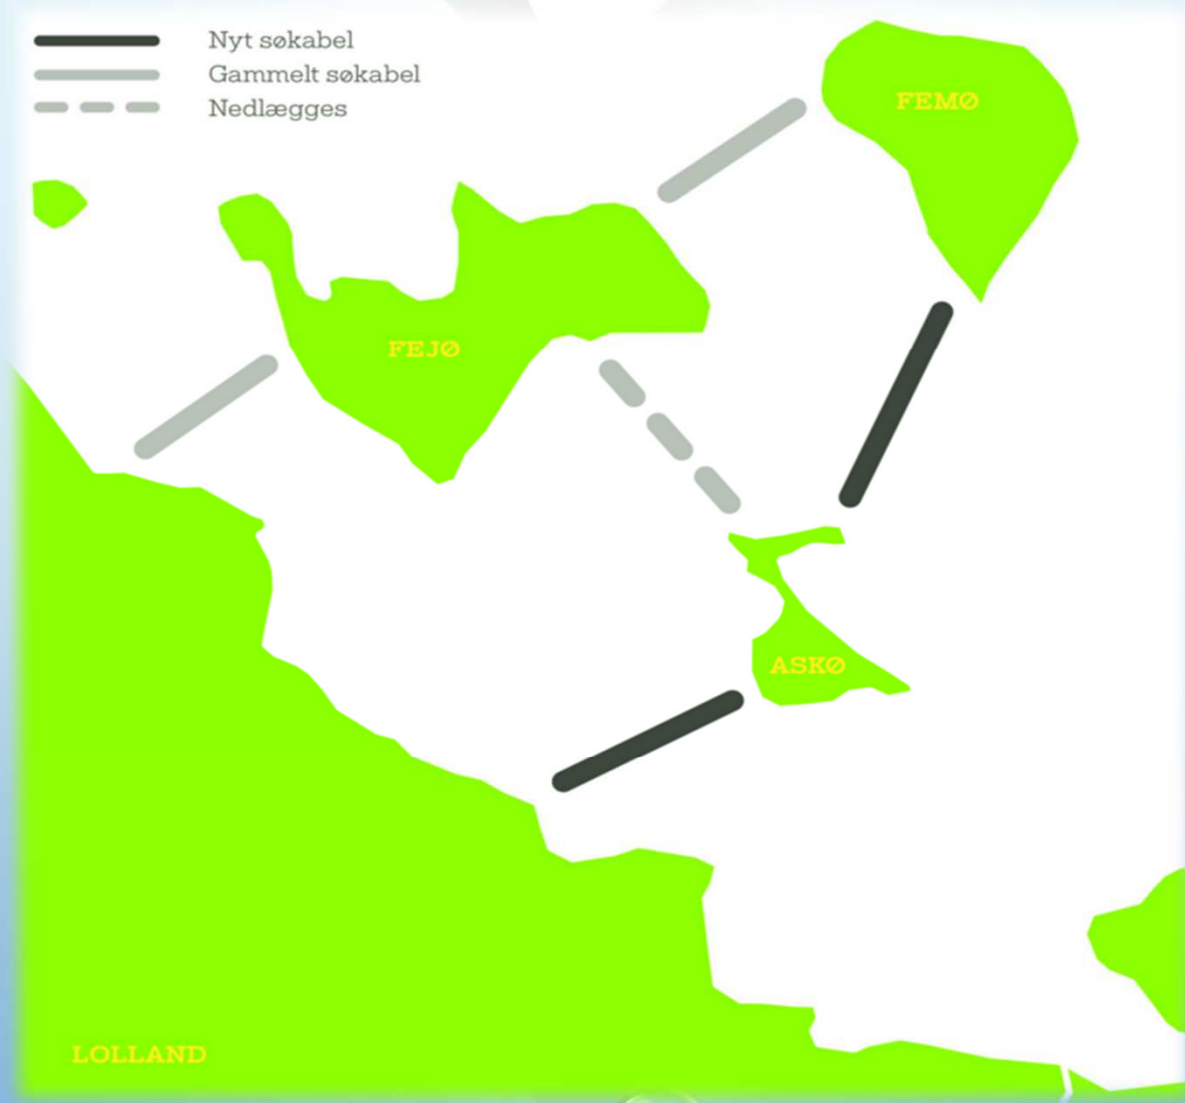 Nyt søkabel
Gammelt søkabel
Nedlægges
FEMØ
FEJØ
ASKØ
LOLLAND